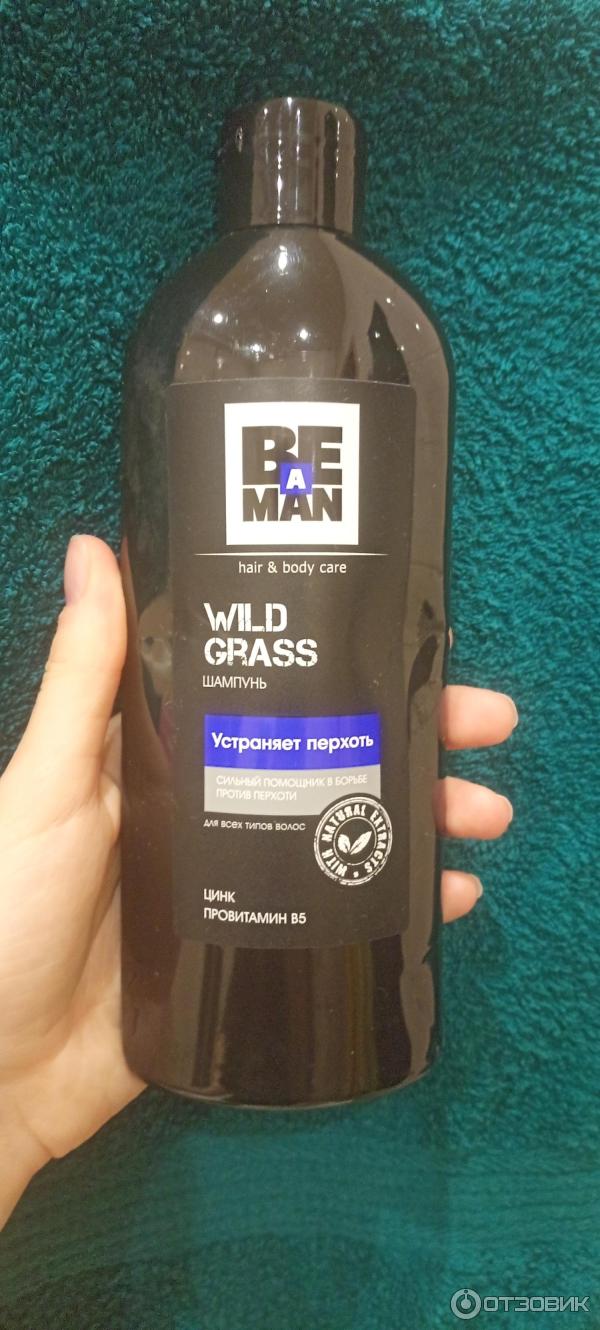 BE
A
MAN
hair & body care
WILD
GRASS
ШАМПУНЬ
Устраняет перхоть
СИЛЬНЫЙ ПОМОЩНИК В БОРЬБЕ
ПРОТИВ ПЕРХОТИ
ДЛЯ ВСЕХ ТИПОВ ВОЛОС
WITH NATURAL EXTRACTS
ЦИНК
ПРОВИТАМИН В5
ОТЗОВИК